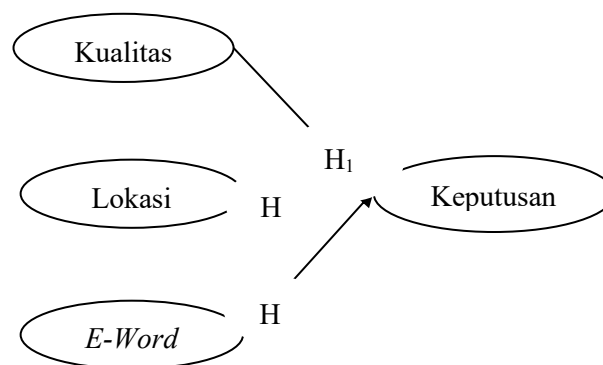 Kualitas
H₁
Lokasi
H
Keputusan
H
E-Word